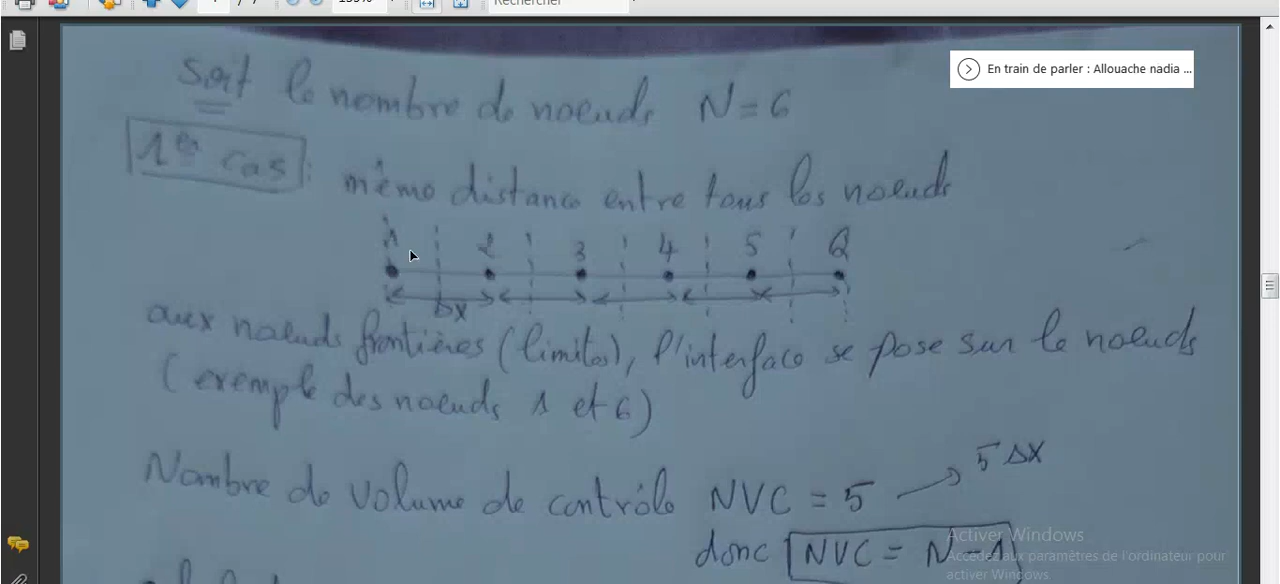 155%
Rechercher
En train de parler : Allouache nadia ...
Soit le nombre de noeuds N = 6
1er cas : même distance entre tous les noeuds
1 2 3 4 5 6
Δx
aux noeuds frontières (limites), l'interface se pose sur le noeuds
(exemple des noeuds 1 et 6)
Nombre de volume de contrôle NVC = 5 → 5 Δx
donc NVC = N-1
Activer Windows
Accédez aux paramètres de l'ordinateur pour
activer Windows